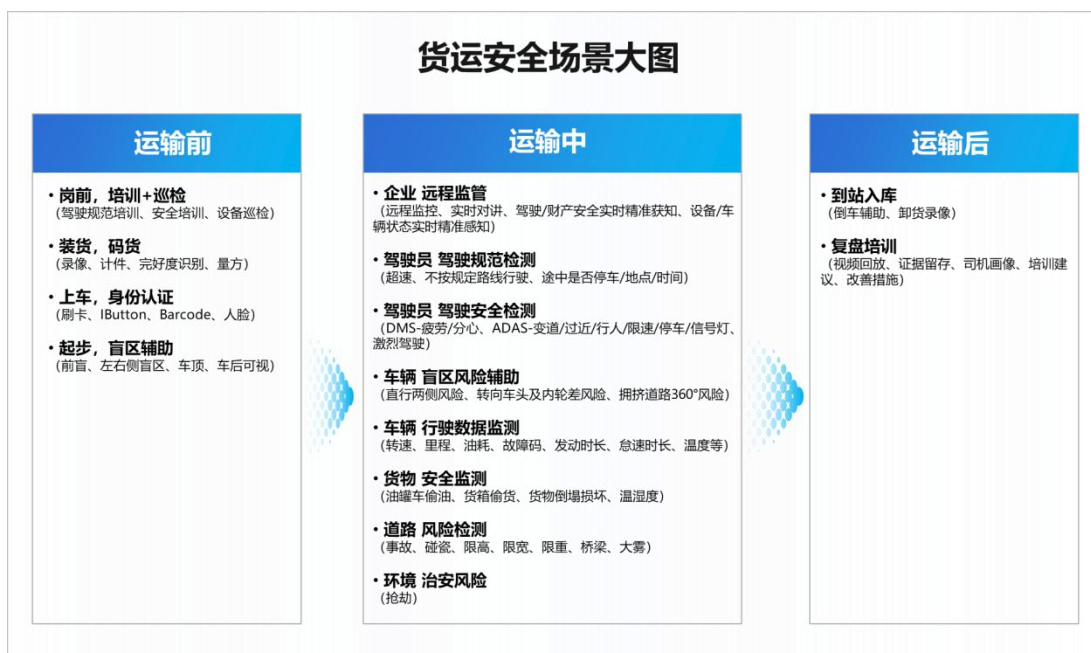 货运安全场景大图
运输前
• 岗前，培训+巡检
（驾驶规范培训、安全培训、设备巡检）
• 装货，码货
（录像、计件、完好度识别、量方）
• 上车，身份认证
（刷卡、IButton、Barcode、人脸）
• 起步，盲区辅助
（前盲、左右侧盲区、车顶、车后可视）
运输中
• 企业 远程监管
（远程监控、实时对讲、驾驶/财产安全实时精准获知、设备/车
辆状态实时精准感知）
• 驾驶员 驾驶规范检测
（超速、不按规定路线行驶、途中是否停车/地点/时间）
• 驾驶员 驾驶安全检测
（DMS-疲劳/分心、ADAS-变道/过近/行人/限速/停车/信号灯、
激烈驾驶）
• 车辆 盲区风险辅助
（直行两侧风险、转向车头及内轮差风险、拥挤道路360°风险）
• 车辆 行驶数据监测
（转速、里程、油耗、故障码、发动时长、怠速时长、温度等）
• 货物 安全监测
（油罐车偷油、货箱偷货、货物倒塌损坏、温湿度）
• 道路 风险检测
（事故、碰瓷、限高、限宽、限重、桥梁、大雾）
• 环境 治安风险
（抢劫）
运输后
• 到站入库
（倒车辅助、卸货录像）
• 复盘培训
（视频回放、证据留存、司机画像、培训建
议、改善措施）